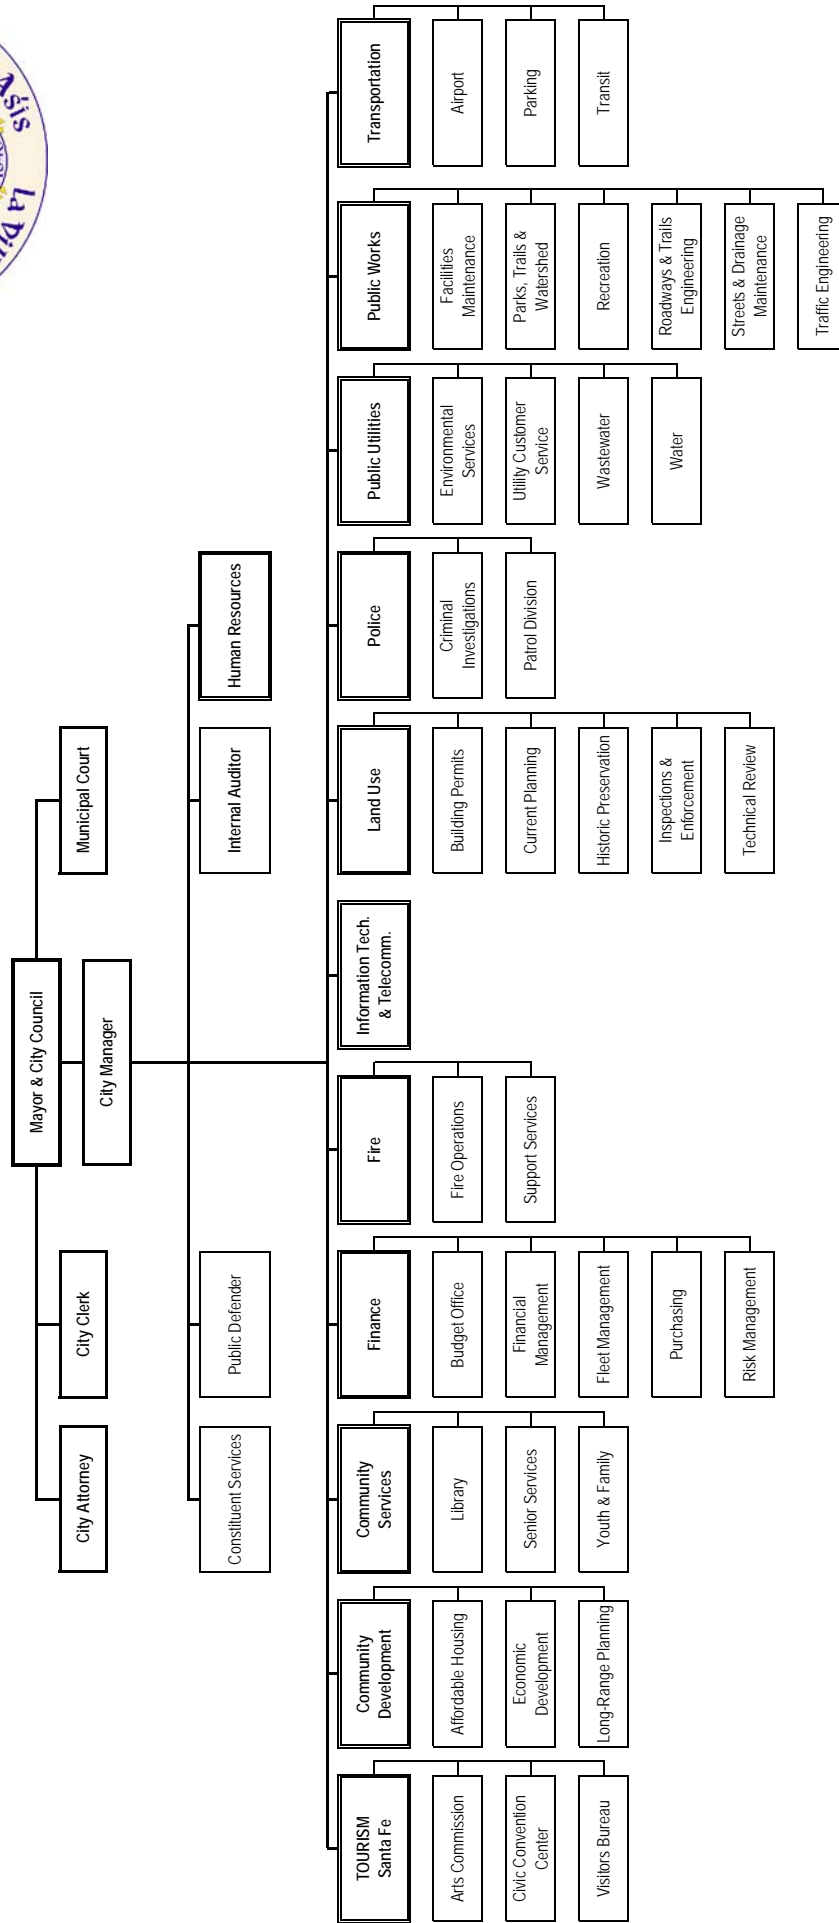 Asis
Mayor & City Council
City Manager
City Attorney
City Clerk
Municipal Court
Constituent Services
Public Defender
Internal Auditor
Human Resources
TOURISM
Santa Fe
Arts Commission
Civic Convention
Center
Visitors Bureau
Community
Development
Affordable Housing
Economic
Development
Long-Range Planning
Community
Services
Library
Senior Services
Youth & Family
Finance
Budget Office
Financial
Management
Fleet Management
Purchasing
Risk Management
Fire
Fire Operations
Support Services
Information Tech.
& Telecomm.
Land Use
Building Permits
Current Planning
Historic Preservation
Inspections &
Enforcement
Technical Review
Police
Criminal
Investigations
Patrol Division
Public Utilities
Environmental
Services
Utility Customer
Service
Wastewater
Water
Public Works
Facilities
Maintenance
Parks, Trails &
Watershed
Recreation
Roadways & Trails
Engineering
Streets & Drainage
Maintenance
Traffic Engineering
Transportation
Airport
Parking
Transit